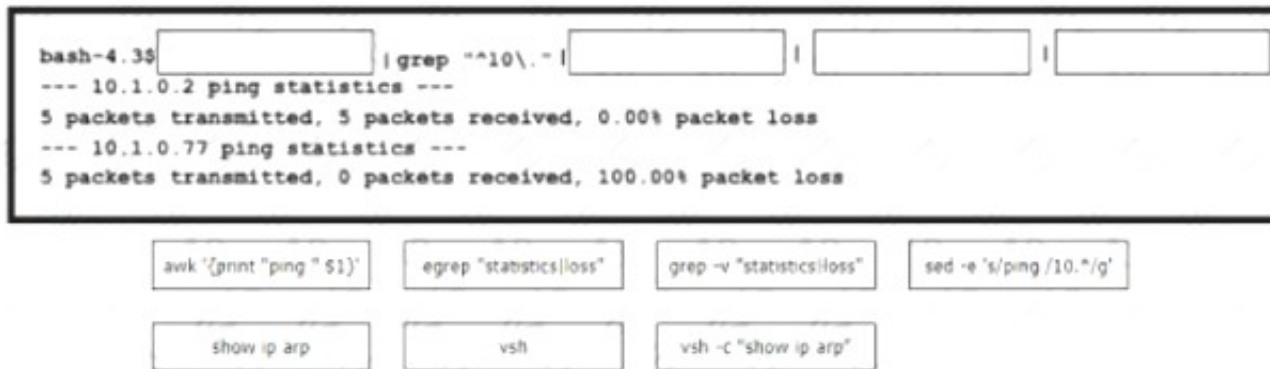 bash-4.3$ | grep "^10\." | | |
--- 10.1.0.2 ping statistics ---
5 packets transmitted, 5 packets received, 0.00% packet loss
--- 10.1.0.77 ping statistics ---
5 packets transmitted, 0 packets received, 100.00% packet loss
awk '{print "ping " $1}' egrep "statistics|loss" grep -v "statistics|loss" sed -e 's/ping /10.*/g'
show ip arp vsh vsh -c "show ip arp"